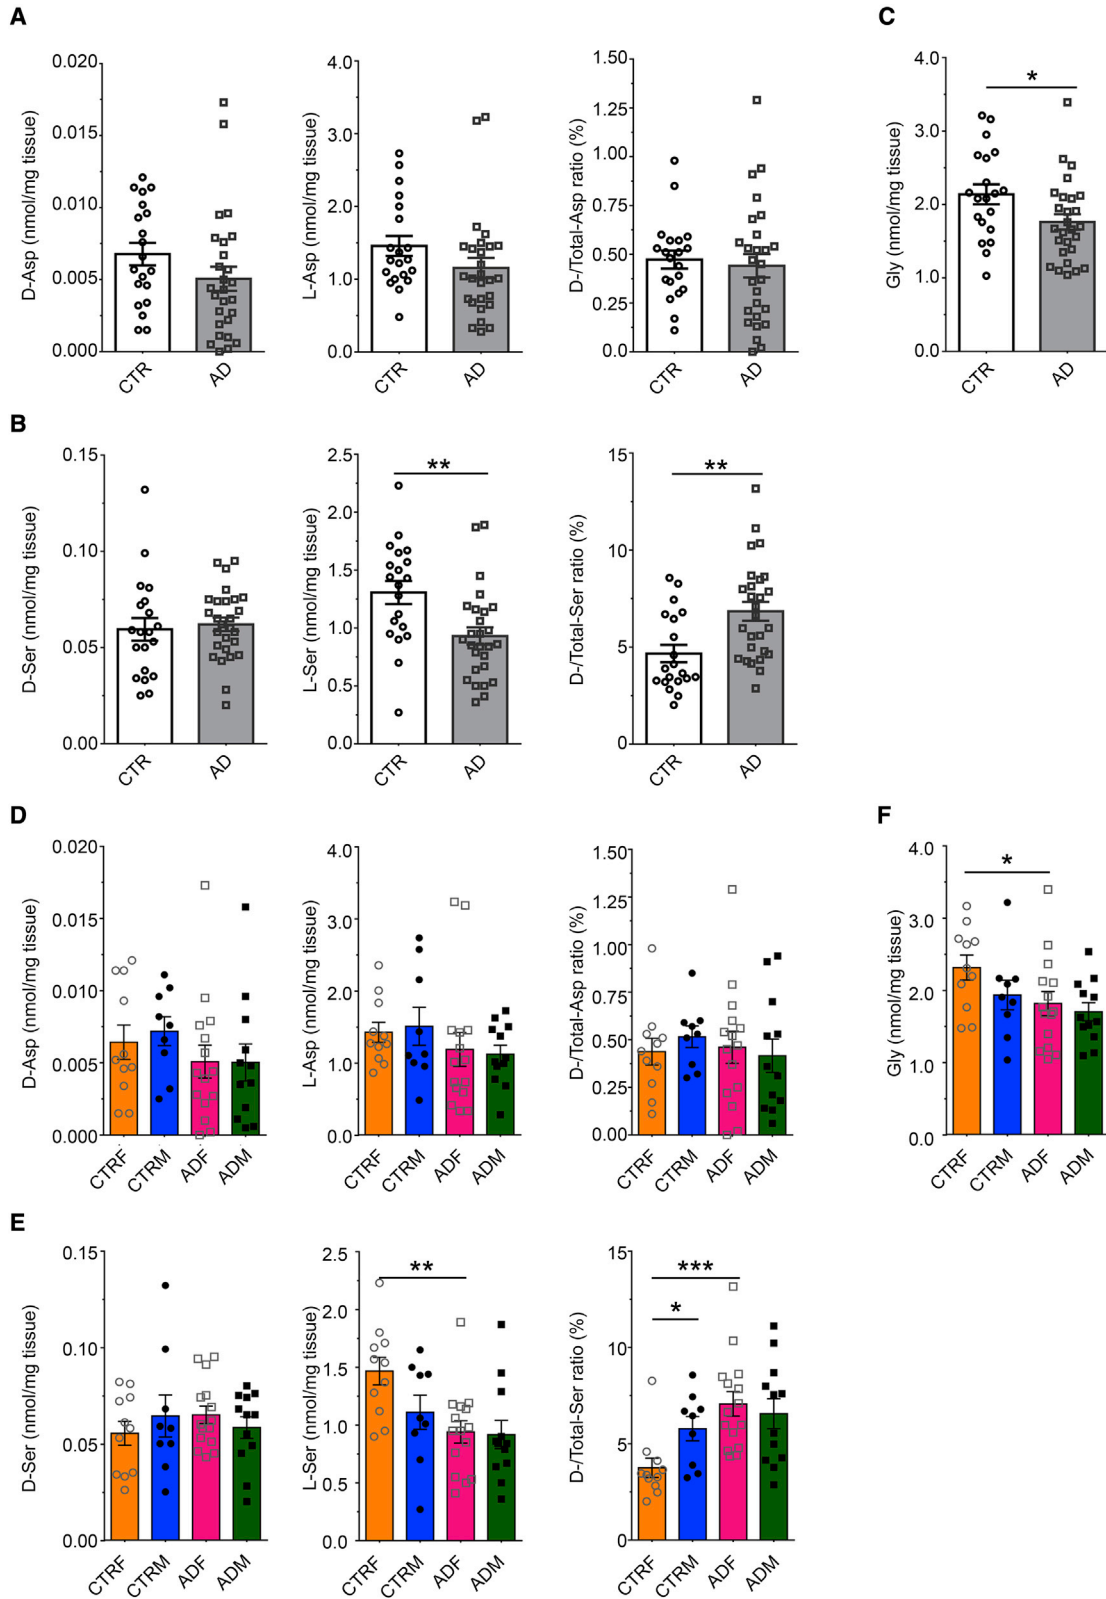 A
C
D-Asp (nmol/mg tissue)
0.020
0.015
0.010
0.005
0.000
CTR
AD
L-Asp (nmol/mg tissue)
4.0
3.0
2.0
1.0
0.0
CTR
AD
D-/Total-Asp ratio (%)
1.50
1.25
1.00
0.75
0.50
0.25
0.0
CTR
AD
Gly (nmol/mg tissue)
4.0
3.0
2.0
1.0
0.0
*
CTR
AD
B
D-Ser (nmol/mg tissue)
0.15
0.10
0.05
0.00
CTR
AD
L-Ser (nmol/mg tissue)
2.5
2.0
1.5
1.0
0.5
0.0
**
CTR
AD
D-/Total-Ser ratio (%)
15
10
5
0
**
CTR
AD
D
F
D-Asp (nmol/mg tissue)
0.020
0.015
0.010
0.005
0.000
CTRF
CTRM
ADF
ADM
L-Asp (nmol/mg tissue)
4.0
3.0
2.0
1.0
0.0
CTRF
CTRM
ADF
ADM
D-/Total-Asp ratio (%)
1.50
1.00
0.75
0.50
0.25
0.00
CTRF
CTRM
ADF
ADM
Gly (nmol/mg tissue)
4.0
3.0
2.0
1.0
0.0
*
CTRF
CTRM
ADF
ADM
E
D-Ser (nmol/mg tissue)
0.15
0.10
0.05
0.00
CTRF
CTRM
ADF
ADM
L-Ser (nmol/mg tissue)
2.5
2.0
1.5
1.0
0.5
0.0
**
CTRF
CTRM
ADF
ADM
D-/Total-Ser ratio (%)
15
10
5
0
***
*
CTRF
CTRM
ADF
ADM